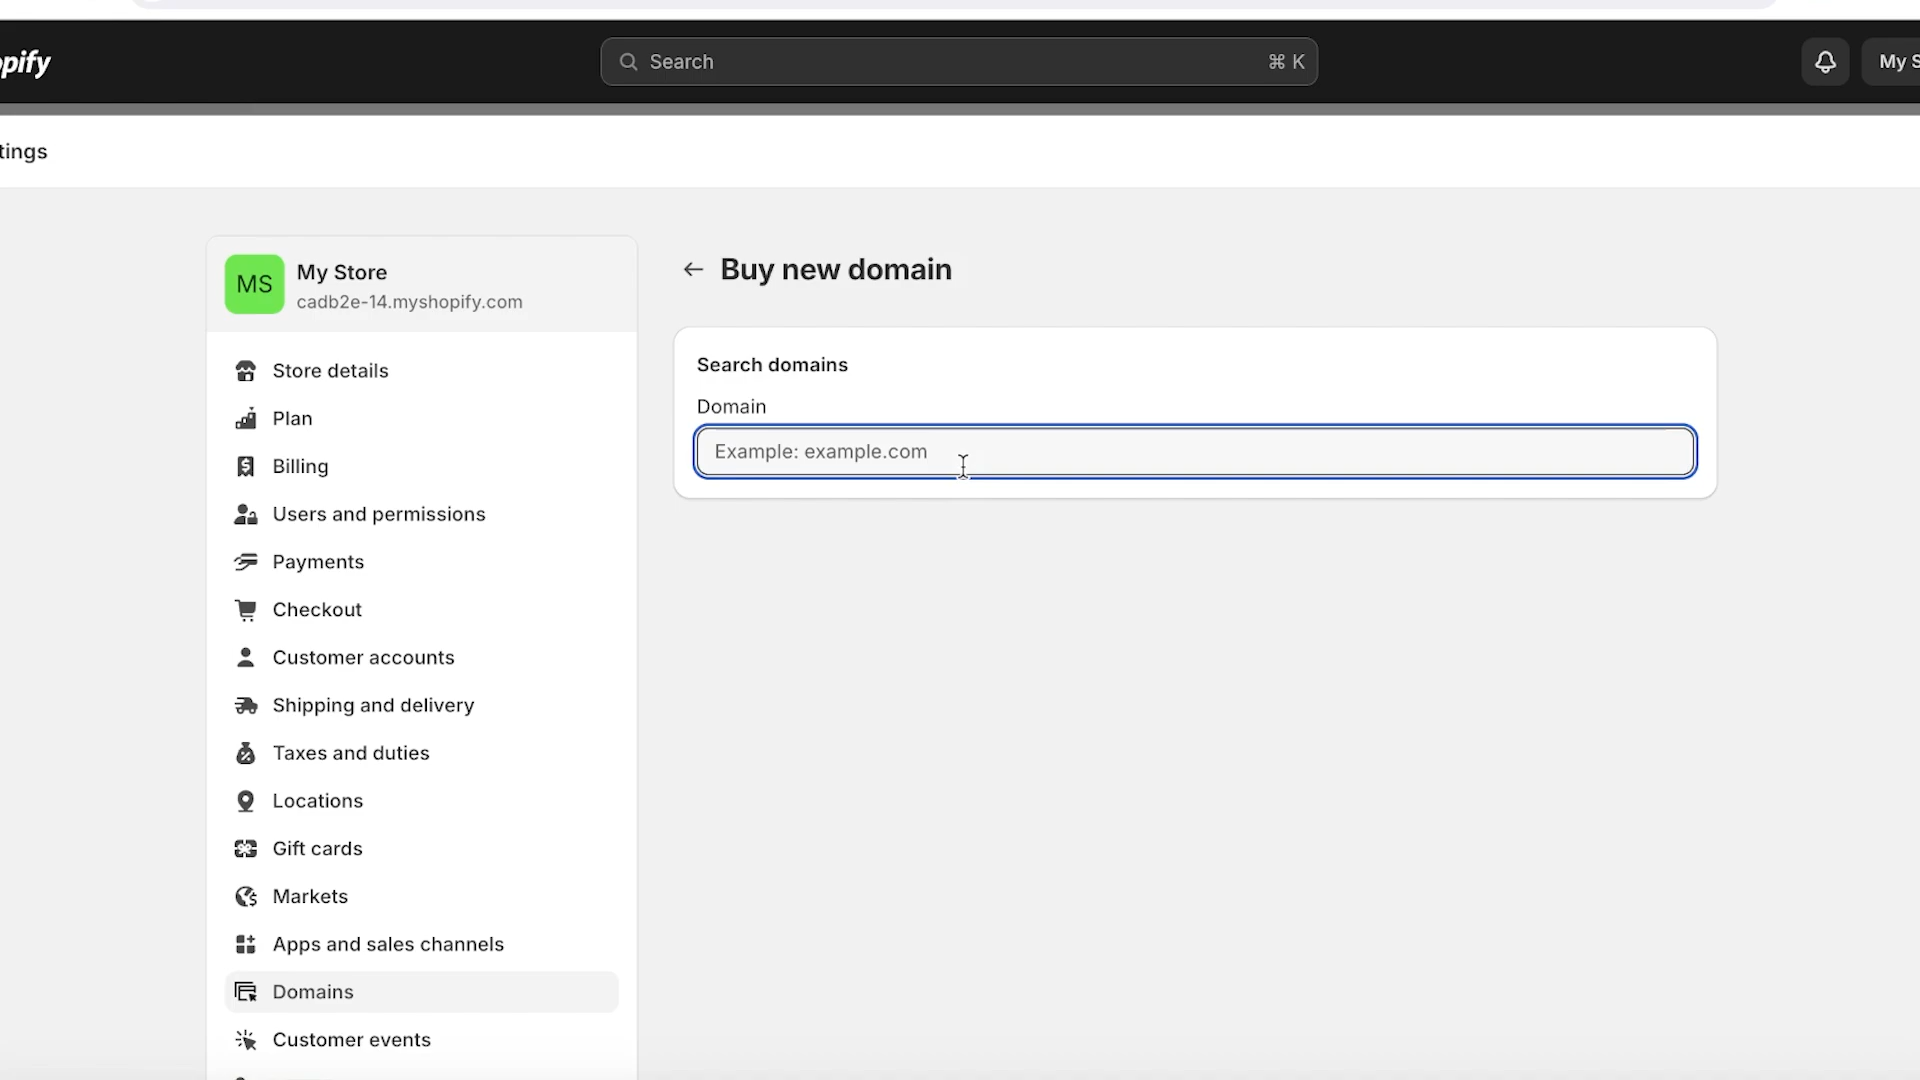 pify
Search
⌘ K
My S
tings
MS
My Store
cadb2e-14.myshopify.com
Store details
Plan
Billing
Users and permissions
Payments
Checkout
Customer accounts
Shipping and delivery
Taxes and duties
Locations
Gift cards
Markets
Apps and sales channels
Domains
Customer events
Buy new domain
Search domains
Domain
Example: example.com